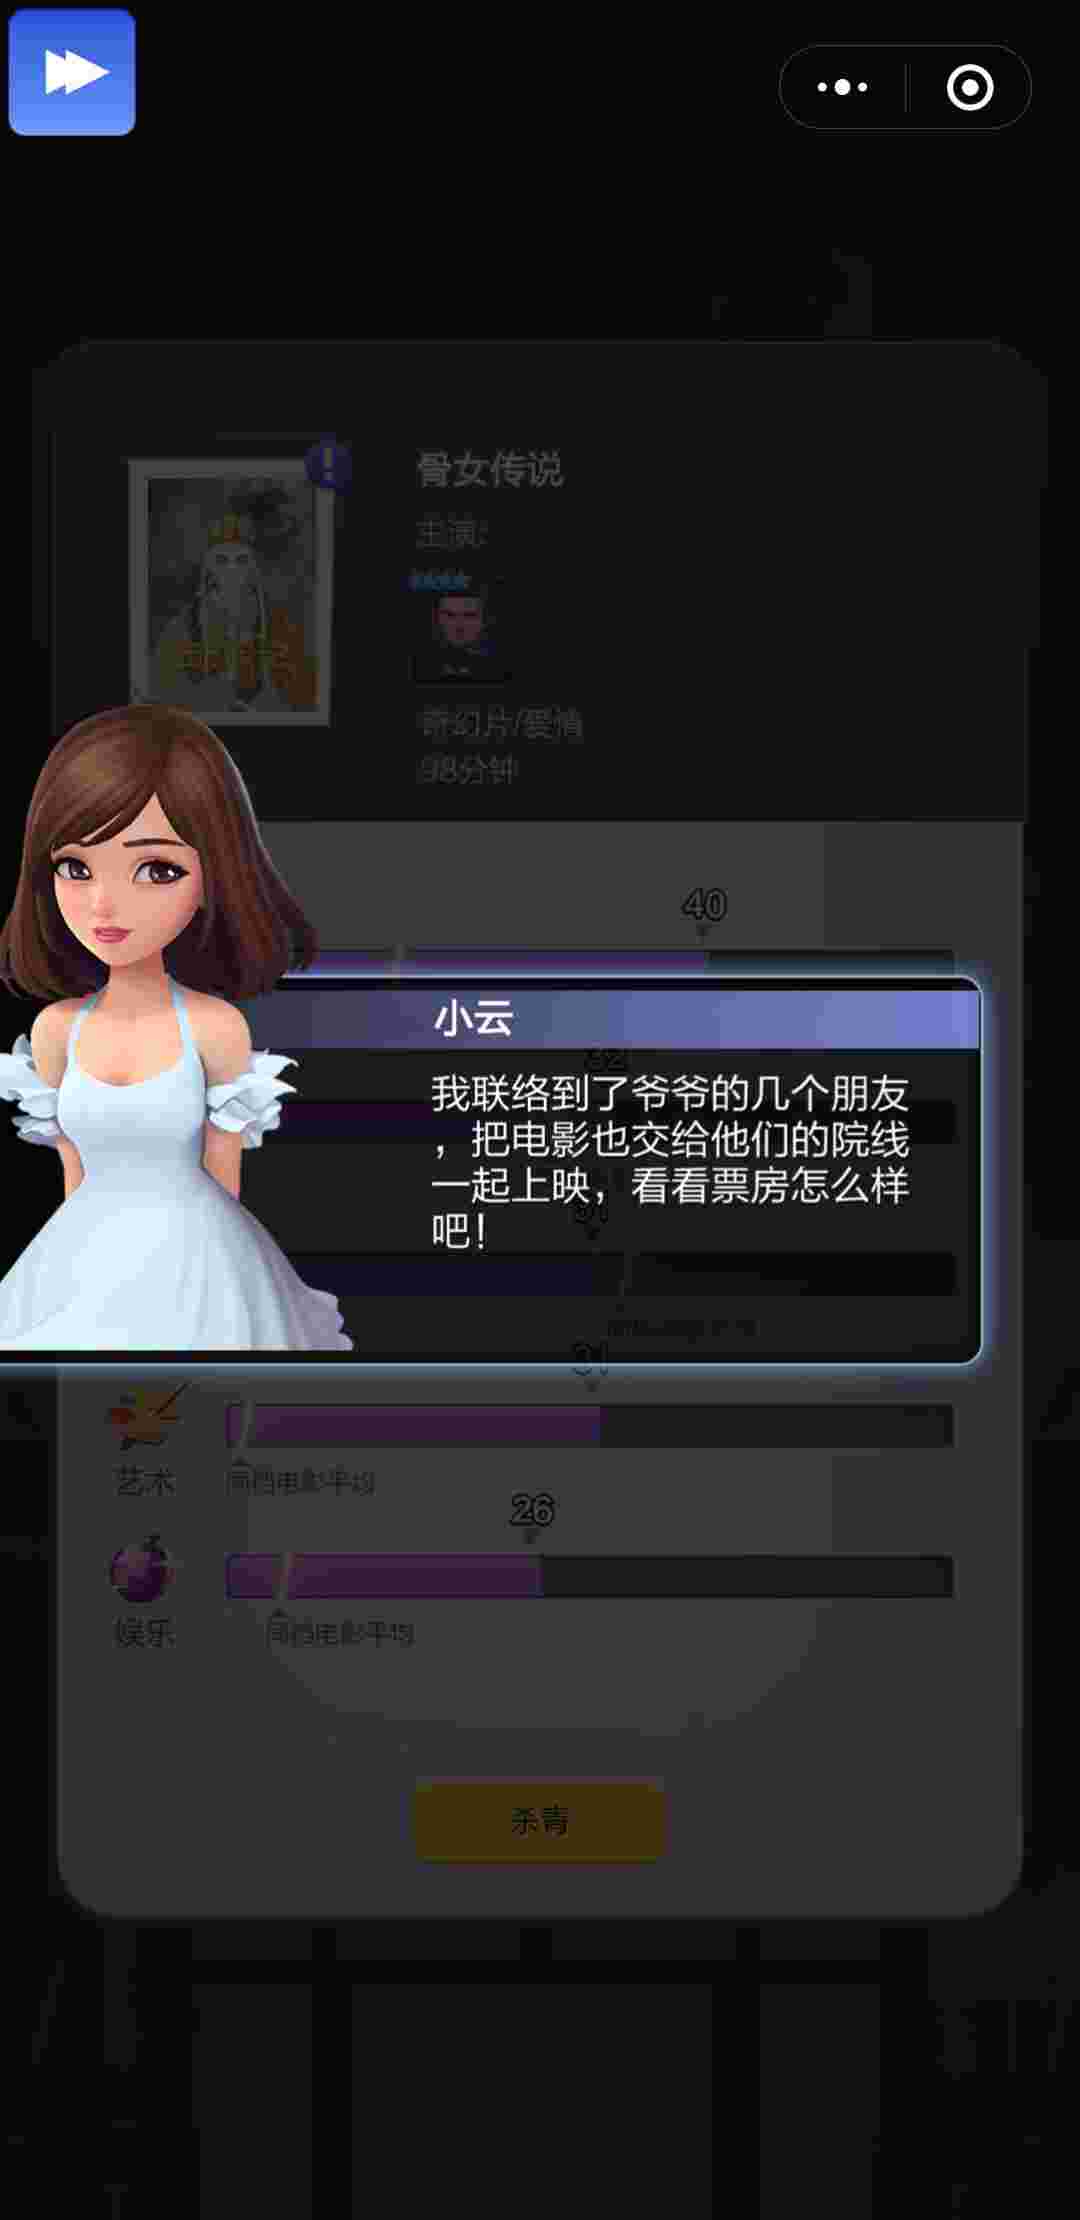 骨女传说
主演:
奇幻片/爱情
98分钟
40
小云
32
我联络到了爷爷的几个朋友
，把电影也交给他们的院线
一起上映，看看票房怎么样
吧！
31
31
艺术
同档电影平均
26
娱乐
同档电影平均
杀青